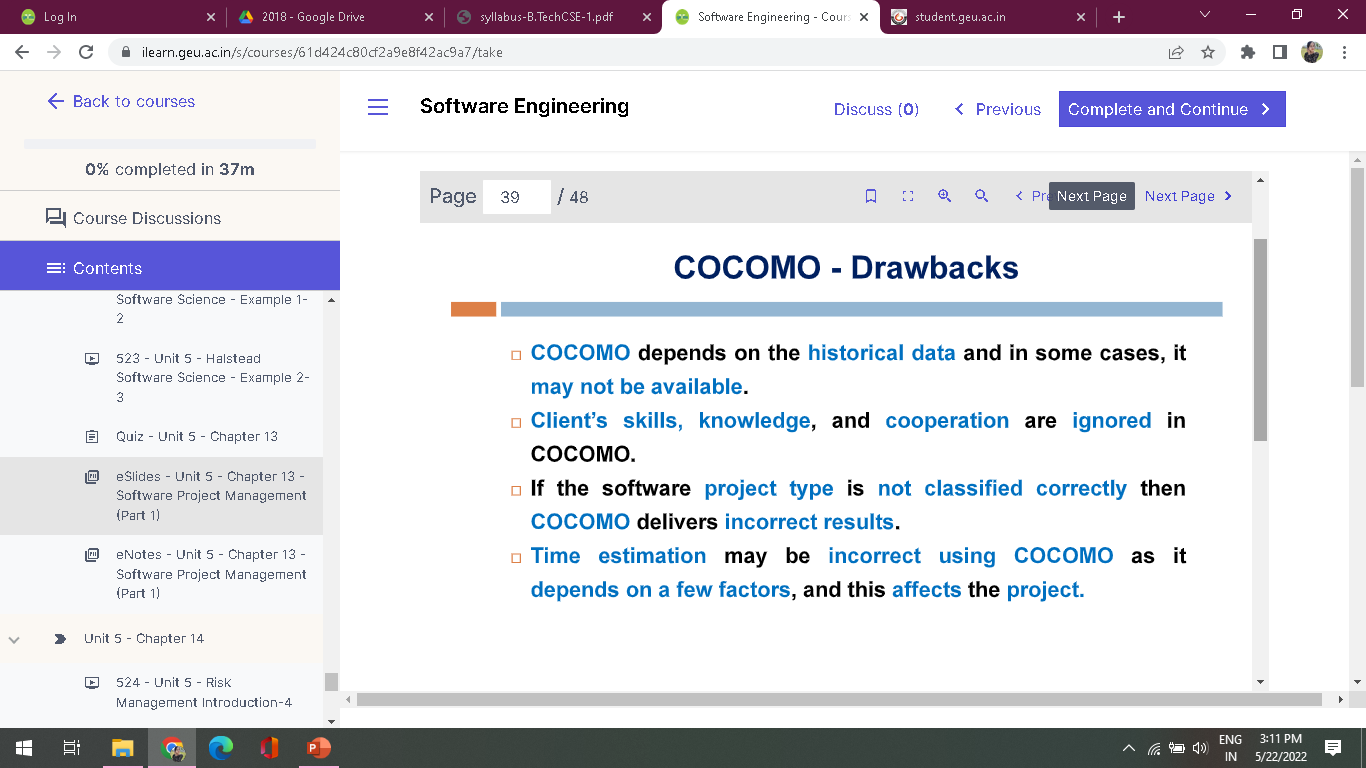 Log In
2018 - Google Drive
syllabus-B.TechCSE-1.pdf
Software Engineering - Cour
student.geu.ac.in
ilearn.geu.ac.in/s/courses/61d424c80cf2a9e8f42ac9a7/take
Back to courses
0% completed in 37m
Course Discussions
Contents
Software Science - Example 1-
2
523 - Unit 5 - Halstead
Software Science - Example 2-
3
Quiz - Unit 5 - Chapter 13
eSlides - Unit 5 - Chapter 13 -
Software Project Management
(Part 1)
eNotes - Unit 5 - Chapter 13 -
Software Project Management
(Part 1)
Unit 5 - Chapter 14
524 - Unit 5 - Risk
Management Introduction-4
Software Engineering
Discuss (0)
Previous
Complete and Continue
Page 39 / 48
Pre
Next Page
Next Page
COCOMO - Drawbacks
COCOMO depends on the historical data and in some cases, it
may not be available.
Client's skills, knowledge, and cooperation are ignored in
COCOMO.
If the software project type is not classified correctly then
COCOMO delivers incorrect results.
Time estimation may be incorrect using COCOMO as it
depends on a few factors, and this affects the project.
ENG
IN
3:11 PM
5/22/2022